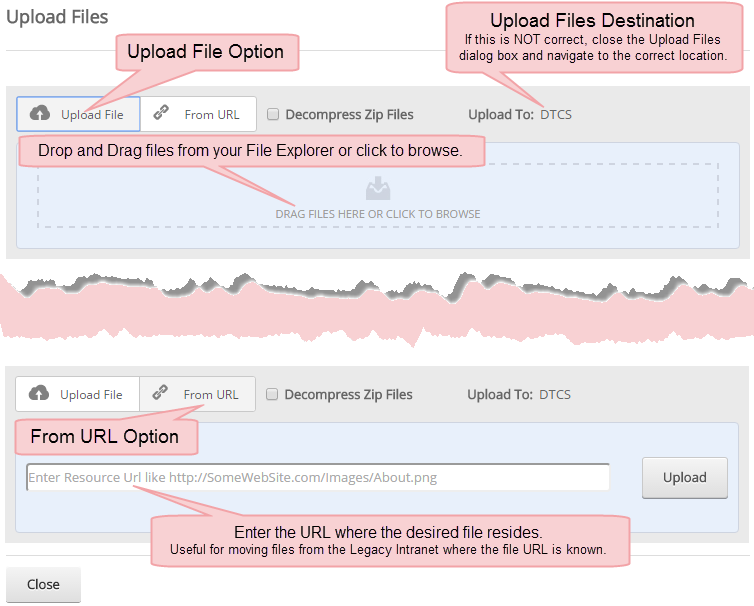 Upload Files
Upload Files Destination
If this is NOT correct, close the Upload Files
dialog box and navigate to the correct location.
Upload File Option
Upload File
From URL
Decompress Zip Files
Upload To: DTCS
Drop and Drag files from your File Explorer or click to browse.
DRAG FILES HERE OR CLICK TO BROWSE
Upload File
From URL
Decompress Zip Files
Upload To: DTCS
From URL Option
Enter Resource Url like http://SomeWebSite.com/Images/About.png
Upload
Enter the URL where the desired file resides.
Useful for moving files from the Legacy Intranet where the file URL is known.
Close